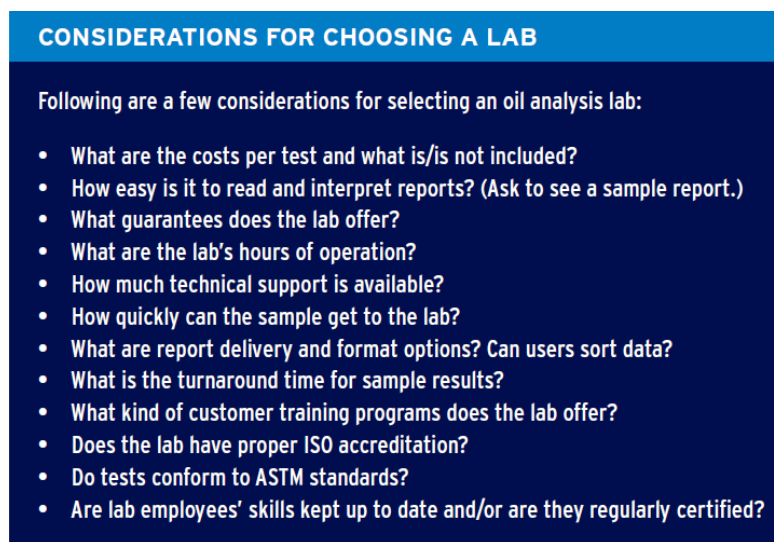 CONSIDERATIONS FOR CHOOSING A LAB
Following are a few considerations for selecting an oil analysis lab:
• What are the costs per test and what is/is not included?
• How easy is it to read and interpret reports? (Ask to see a sample report.)
• What guarantees does the lab offer?
• What are the lab's hours of operation?
• How much technical support is available?
• How quickly can the sample get to the lab?
• What are report delivery and format options? Can users sort data?
• What is the turnaround time for sample results?
• What kind of customer training programs does the lab offer?
• Does the lab have proper ISO accreditation?
• Do tests conform to ASTM standards?
• Are lab employees' skills kept up to date and/or are they regularly certified?